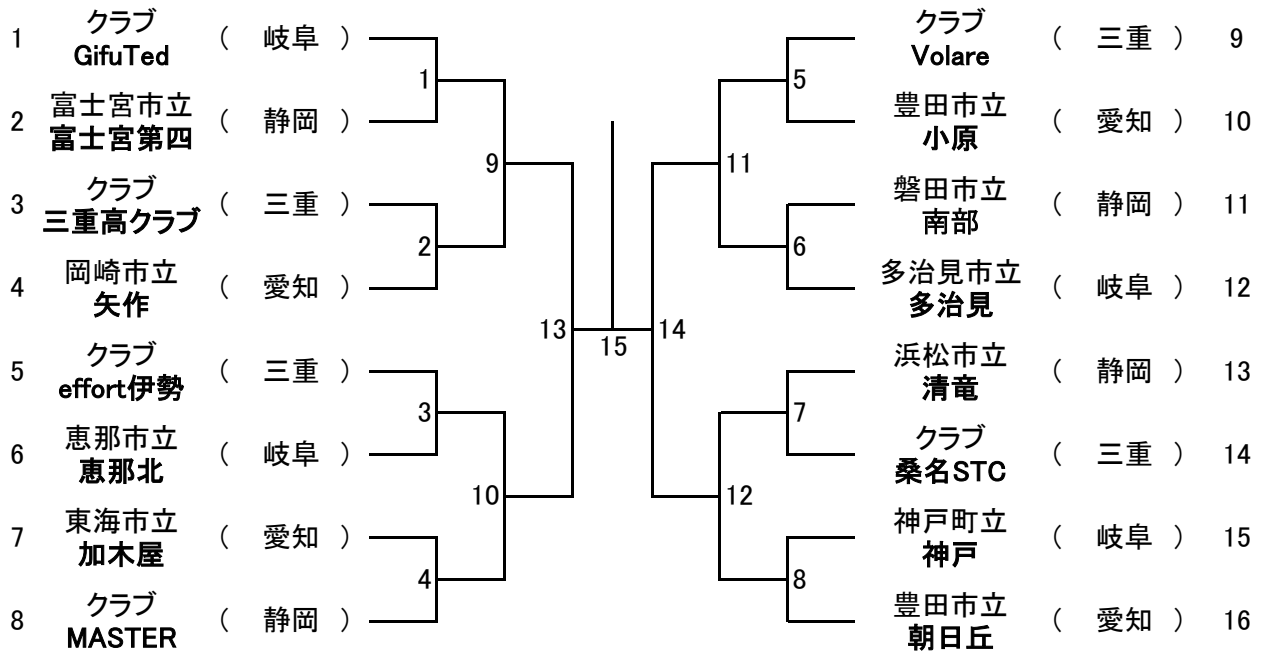 1 クラブ GifuTed ( 岐阜 )
2 富士宮市立 富士宮第四 ( 静岡 )
3 クラブ 三重高クラブ ( 三重 )
4 岡崎市立 矢作 ( 愛知 )
5 クラブ effort伊勢 ( 三重 )
6 恵那市立 恵那北 ( 岐阜 )
7 東海市立 加木屋 ( 愛知 )
8 クラブ MASTER ( 静岡 )
1
2
3
4
9
10
13
15
14
11
12
5
6
7
8
クラブ Volare ( 三重 ) 9
豊田市立 小原 ( 愛知 ) 10
磐田市立 南部 ( 静岡 ) 11
多治見市立 多治見 ( 岐阜 ) 12
浜松市立 清竜 ( 静岡 ) 13
クラブ 桑名STC ( 三重 ) 14
神戸町立 神戸 ( 岐阜 ) 15
豊田市立 朝日丘 ( 愛知 ) 16